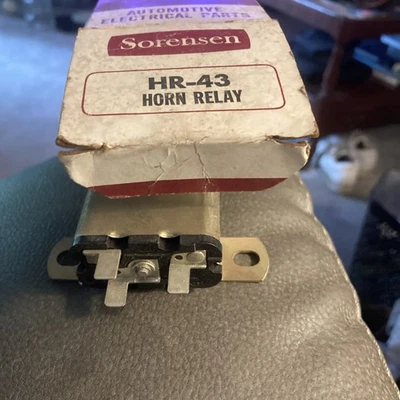 AUTOMOTIVE
ELECTRICAL PARTS
Sorensen
HR-43
HORN RELAY